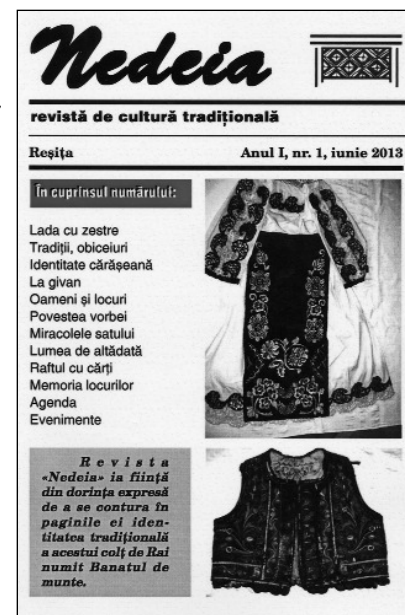 Nedeia
revistă de cultură tradițională
Reșița Anul I, nr. 1, iunie 2013
În cuprinsul numărului:
Lada cu zestre
Tradiții, obiceiuri
Identitate cărășeană
La givan
Oameni și locuri
Povestea vorbei
Miracolele satului
Lumea de altădată
Raftul cu cărți
Memoria locurilor
Agenda
Evenimente
Revista
«Nedeia» ia ființă
din dorința expresă
de a se contura în
paginile ei iden-
titatea tradițională
a acestui colț de Rai
numit Banatul de
munte.